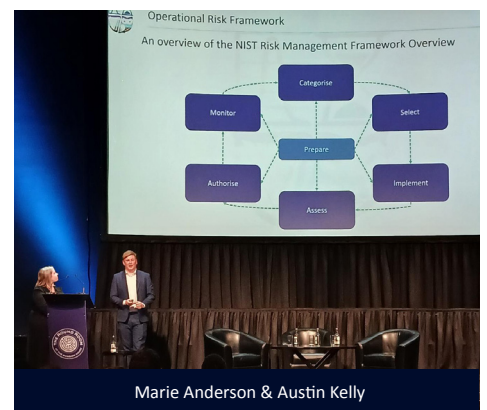 Operational Risk Framework
An overview of the NIST Risk Management Framework Overview
Categorise
Monitor
Select
Prepare
Authorise
Implement
Assess
Marie Anderson & Austin Kelly